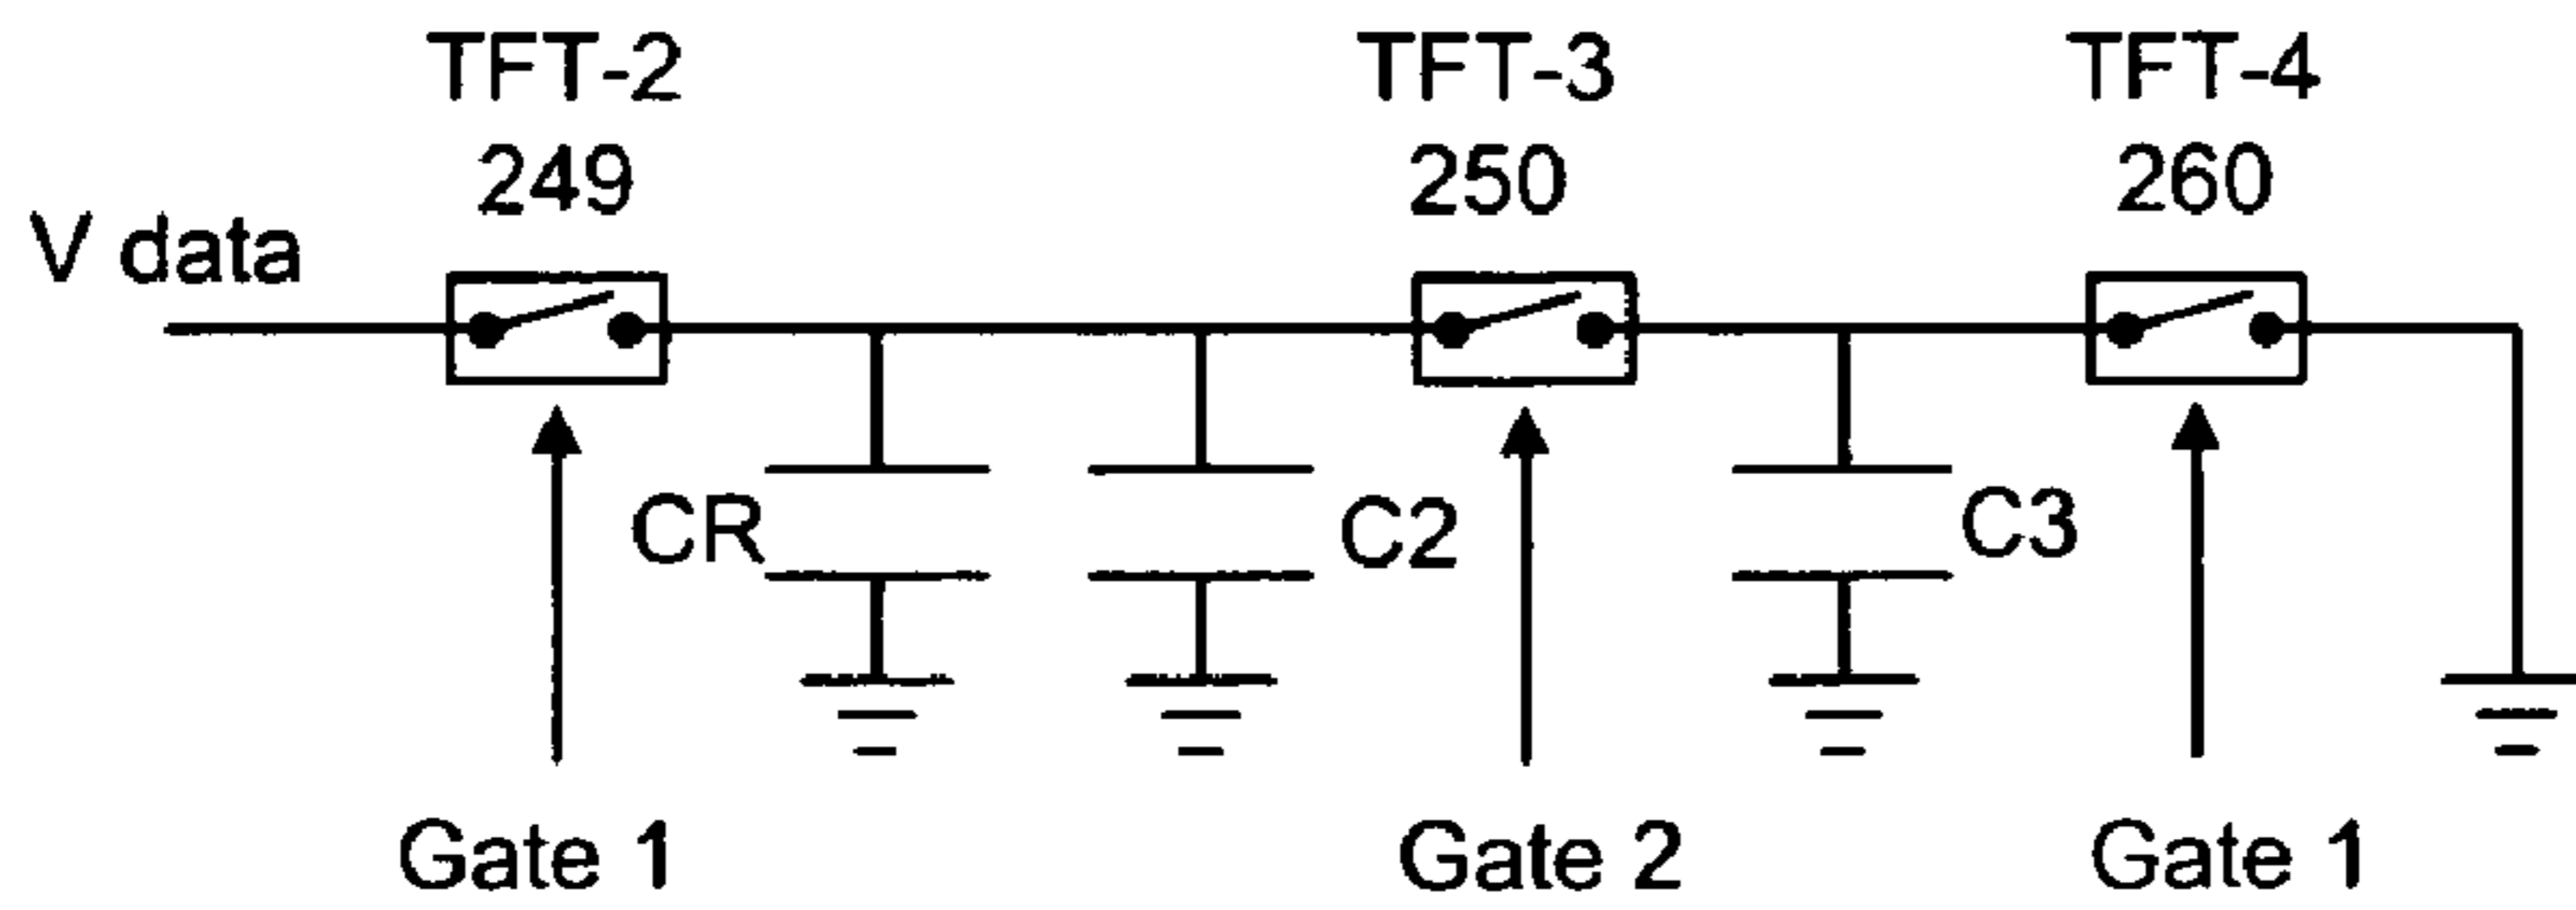 TFT-2
249
TFT-3
250
TFT-4
260
V data
CR
C2
C3
Gate 1
Gate 2
Gate 1